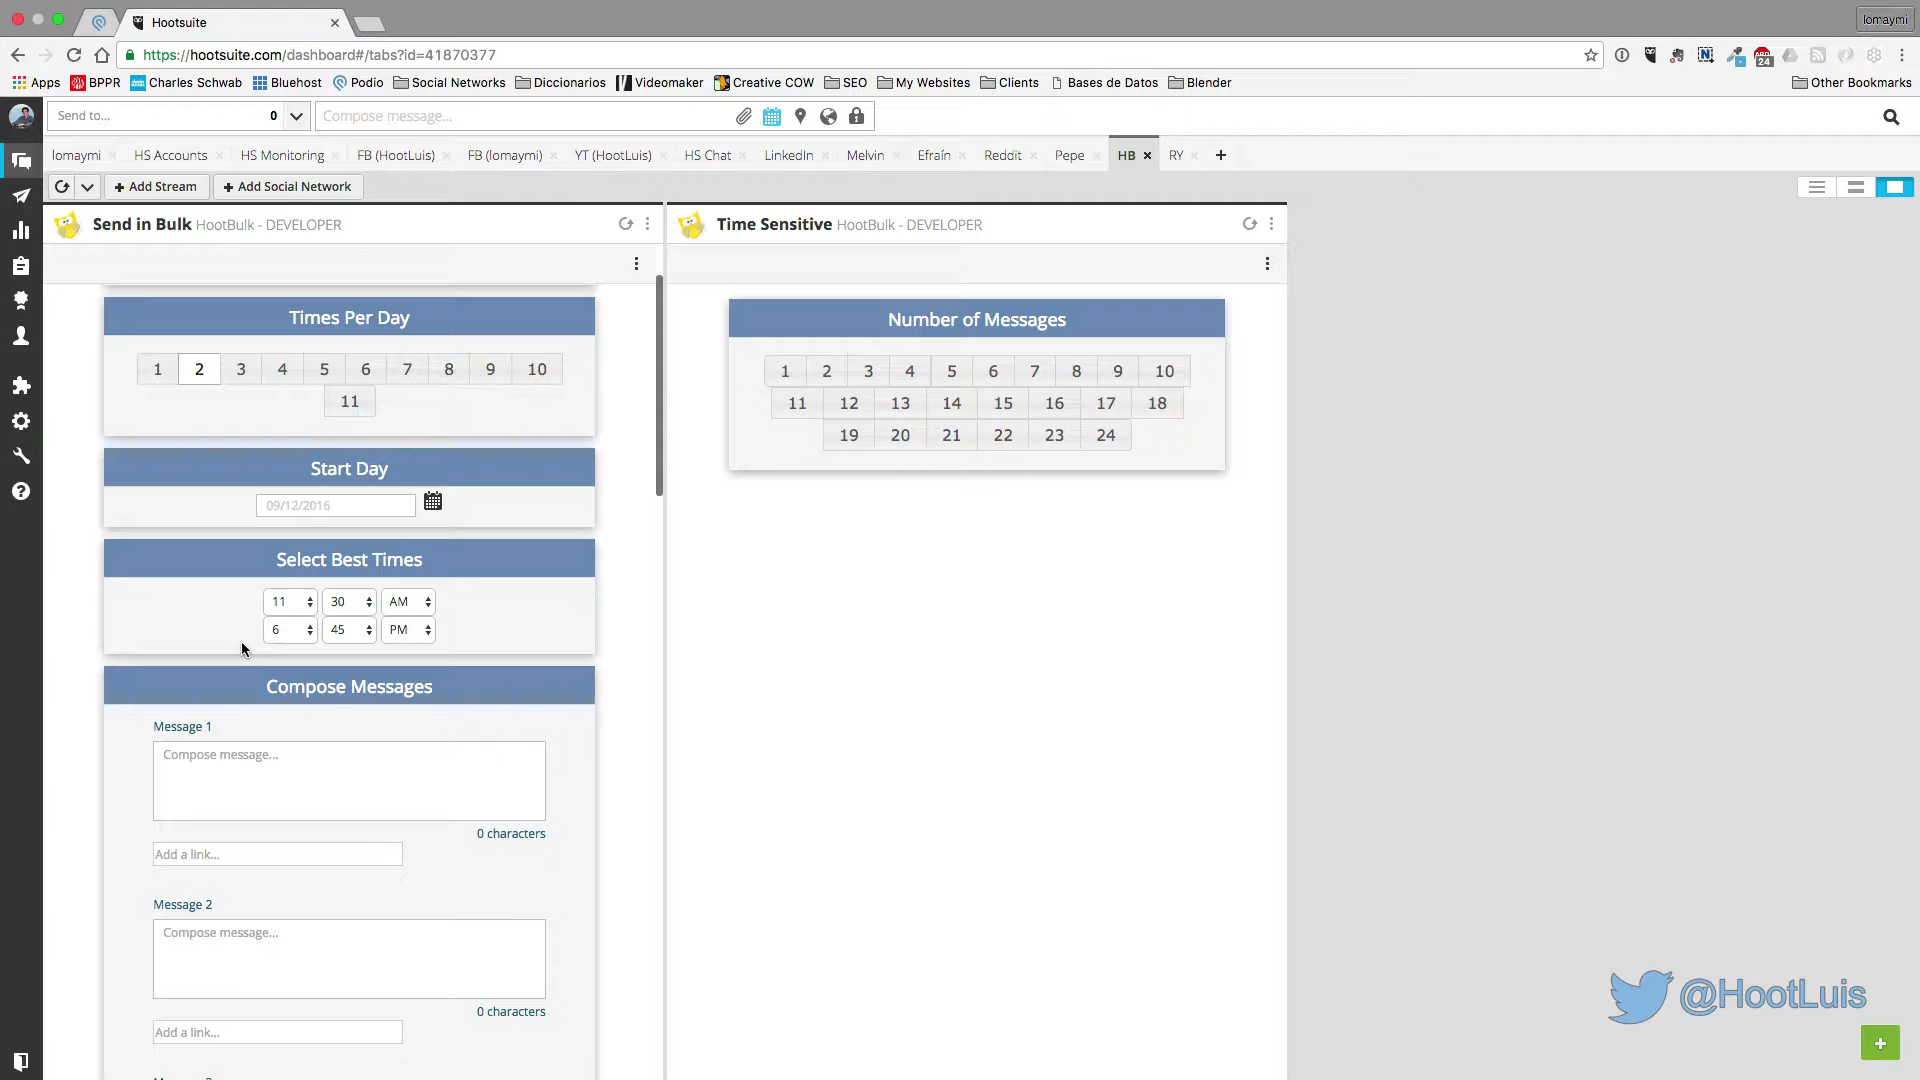 Hootsuite
lomaymi
https://hootsuite.com/dashboard#/tabs?id=41870377
24
Apps BPPR Charles Schwab Bluehost Podio Social Networks Diccionarios Videomaker Creative COW SEO My Websites Clients Bases de Datos Blender Other Bookmarks
Send to... 0 Compose message...
lomaymi HS Accounts HS Monitoring FB (HootLuis) FB (lomaymi) YT (HootLuis) HS Chat LinkedIn Melvin Efraín Reddit Pepe HB RY
Add Stream Add Social Network
Send in Bulk HootBulk - DEVELOPER
Times Per Day
1 2 3 4 5 6 7 8 9 10
11
Start Day
09/12/2016
Select Best Times
11 30 AM
6 45 PM
Compose Messages
Message 1
Compose message...
0 characters
Add a link...
Message 2
Compose message...
0 characters
Add a link...
Time Sensitive HootBulk - DEVELOPER
Number of Messages
1 2 3 4 5 6 7 8 9 10
11 12 13 14 15 16 17 18
19 20 21 22 23 24
@HootLuis